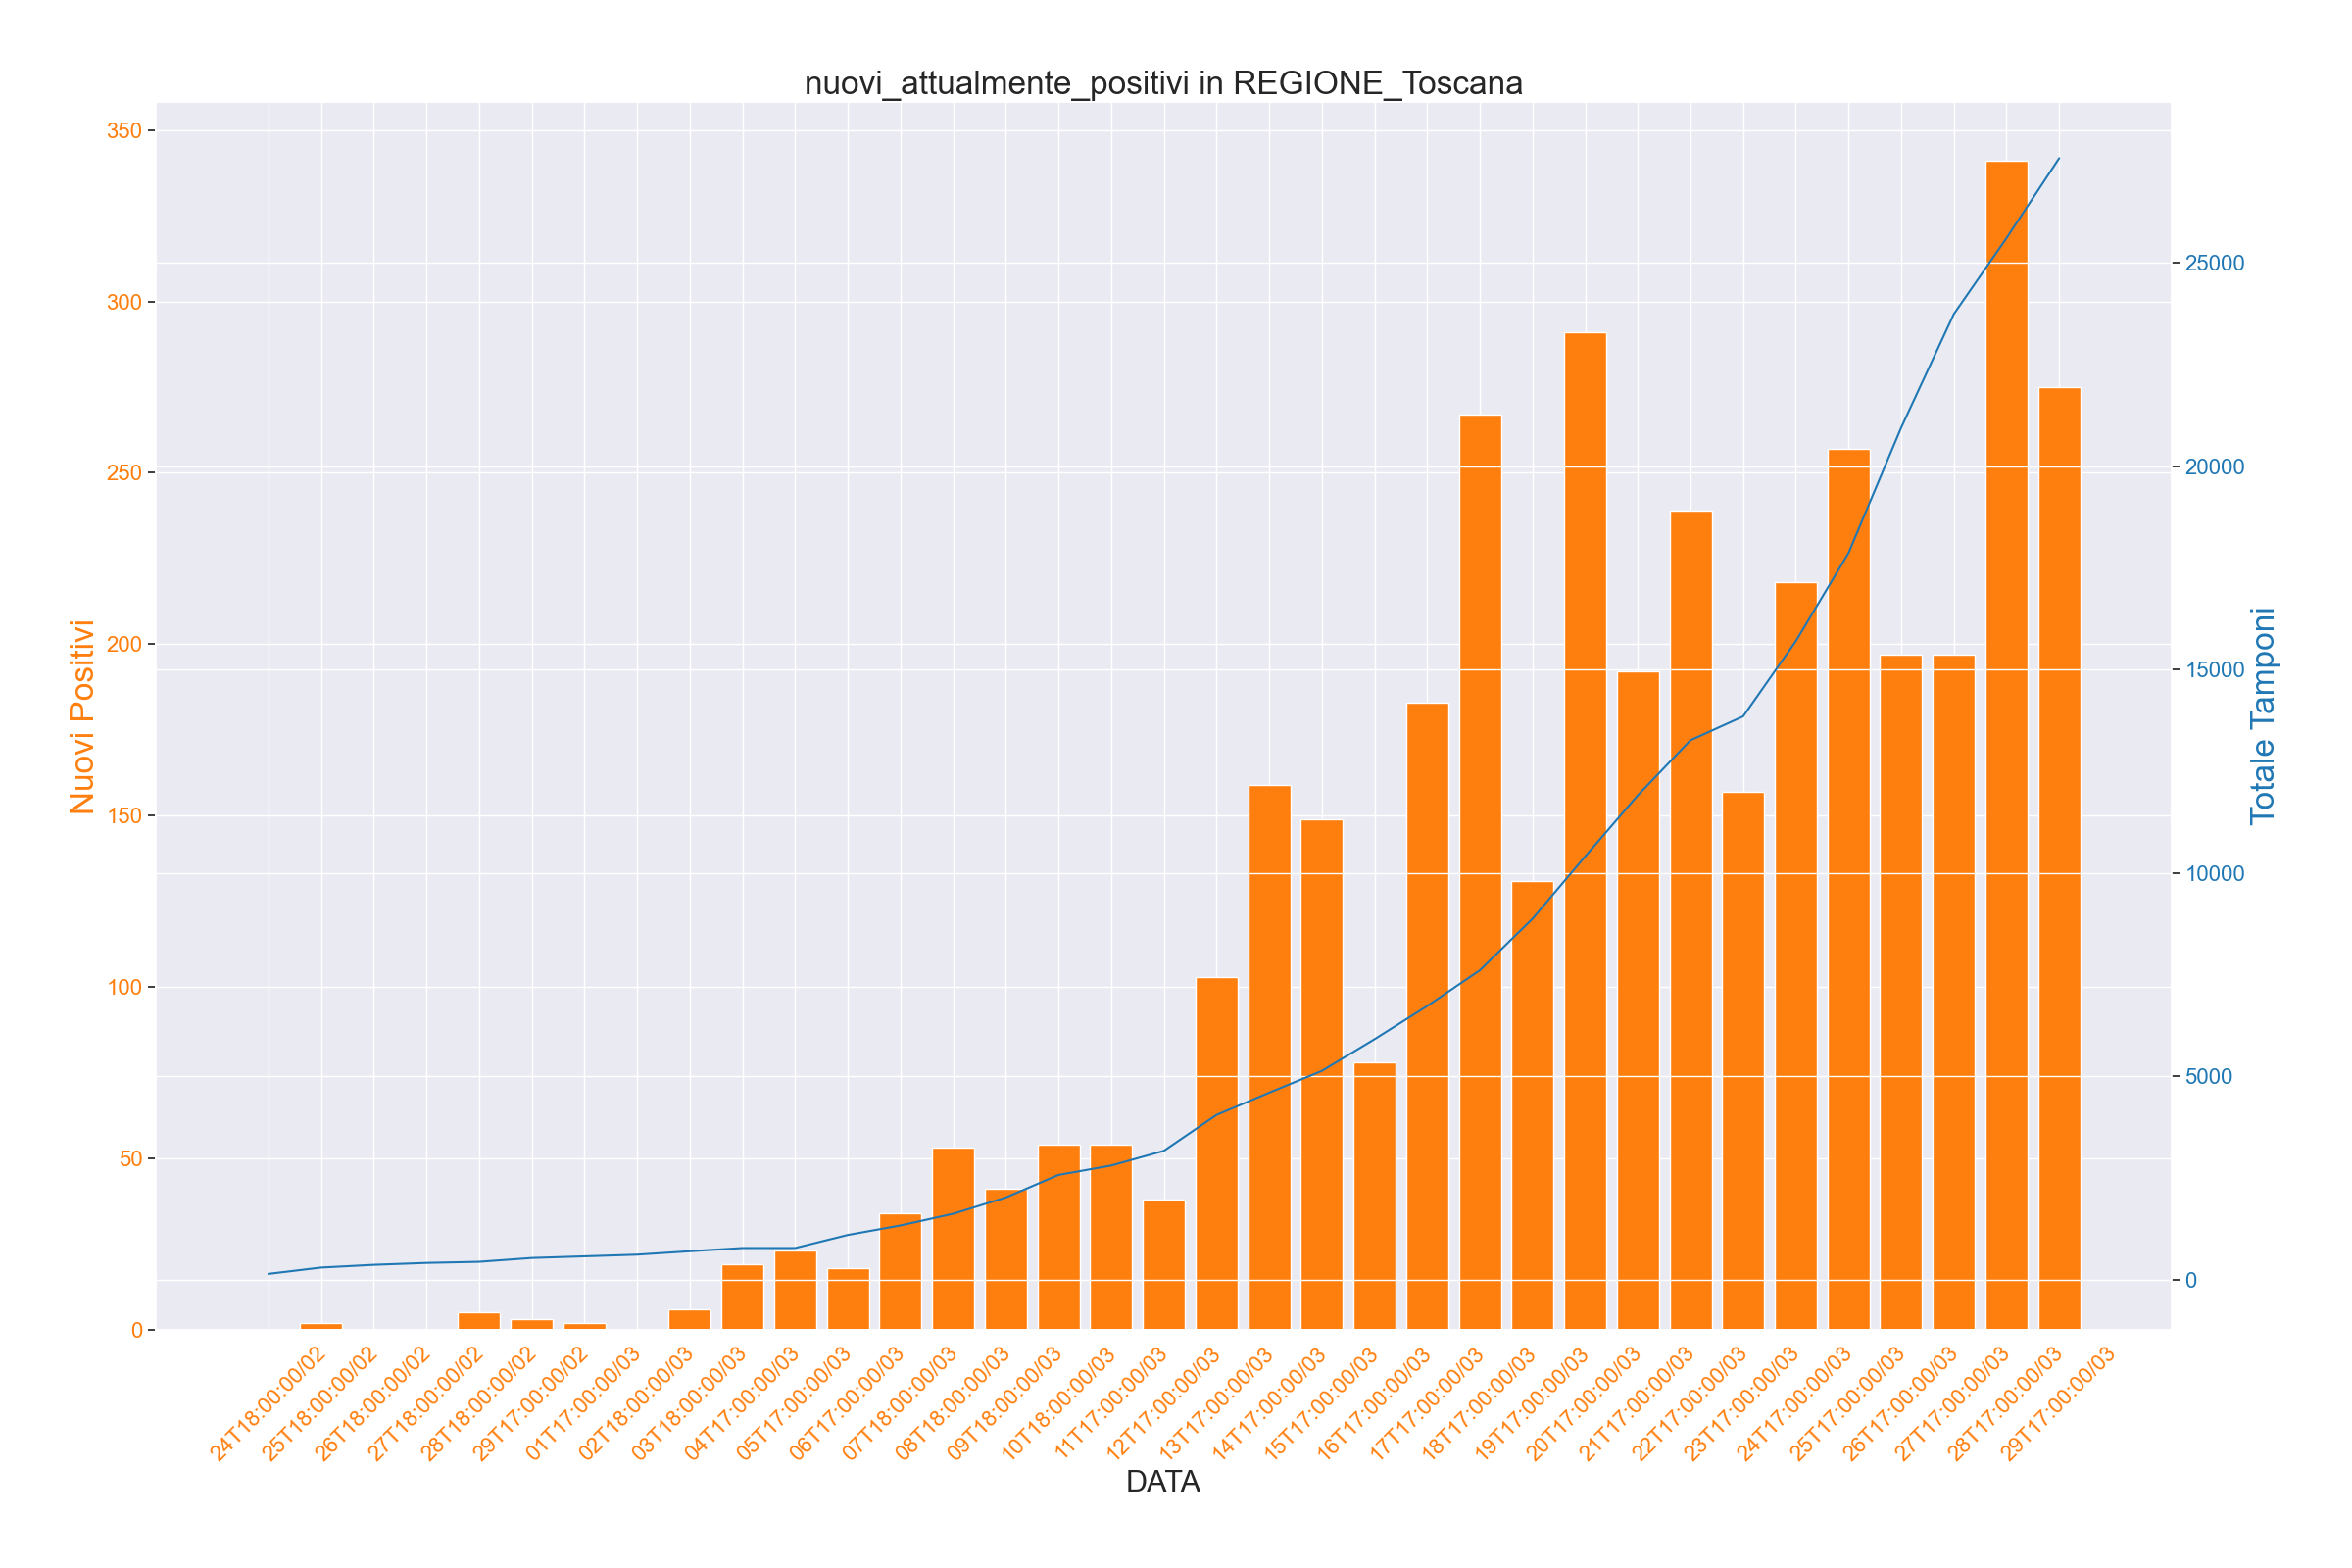 nuovi_attualmente_positivi in REGIONE_Toscana
350
300
250
200
150
100
50
0
Nuovi Positivi
25000
20000
15000
10000
5000
0
Totale Tamponi
24T18:00:00/02
25T18:00:00/02
26T18:00:00/02
27T18:00:00/02
28T18:00:00/02
29T17:00:00/02
01T17:00:00/03
02T18:00:00/03
03T18:00:00/03
04T17:00:00/03
05T17:00:00/03
06T17:00:00/03
07T18:00:00/03
08T18:00:00/03
09T18:00:00/03
10T18:00:00/03
11T17:00:00/03
12T17:00:00/03
13T17:00:00/03
14T17:00:00/03
15T17:00:00/03
16T17:00:00/03
17T17:00:00/03
18T17:00:00/03
19T17:00:00/03
20T17:00:00/03
21T17:00:00/03
22T17:00:00/03
23T17:00:00/03
24T17:00:00/03
25T17:00:00/03
26T17:00:00/03
27T17:00:00/03
28T17:00:00/03
29T17:00:00/03
DATA